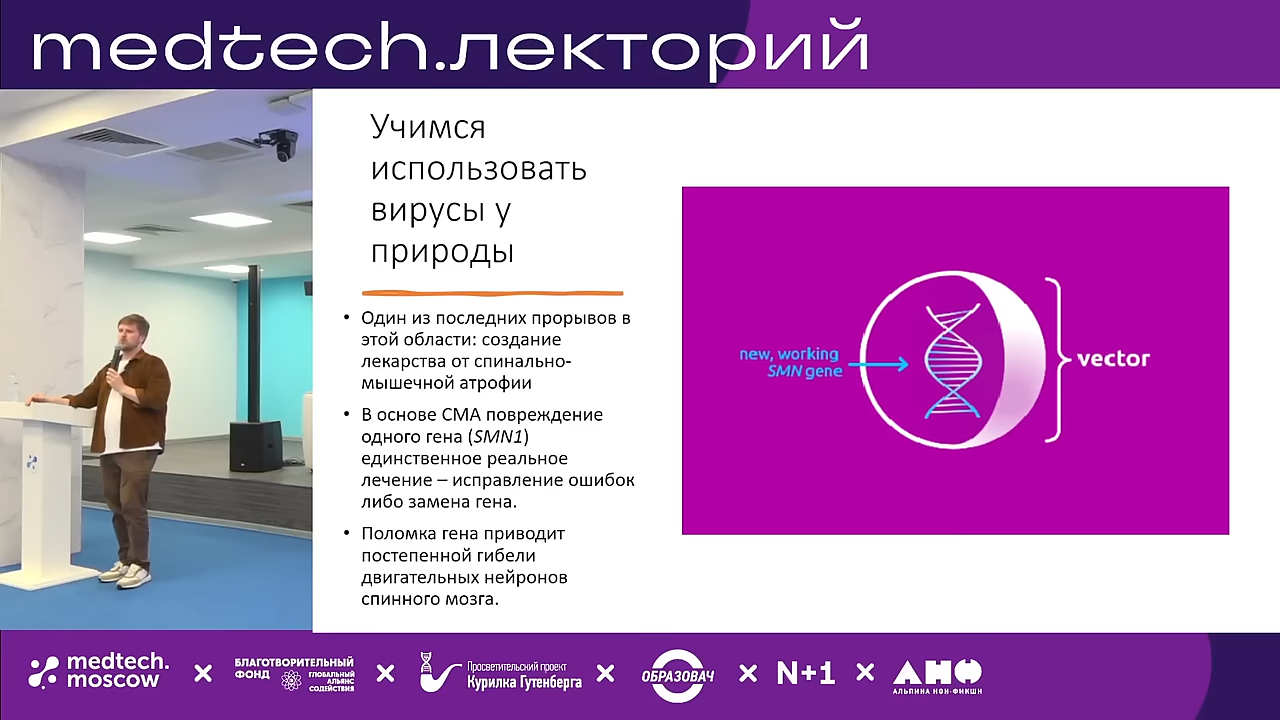 medtech.лекторий
Учимся
использовать
вирусы у
природы
• Один из последних прорывов в
этой области: создание
лекарства от спинально-
мышечной атрофии
• В основе СМА повреждение
одного гена (SMN1)
единственное реальное
лечение – исправление ошибок
либо замена гена.
• Поломка гена приводит
постепенной гибели
двигательных нейронов
спинного мозга.
new, working
SMN gene
vector
medtech.
moscow
×
БЛАГОТВОРИТЕЛЬНЫЙ
ФОНД
ГЛОБАЛЬНЫЙ
АЛЬЯНС
СОДЕЙСТВИЯ
×
Просветительский проект
Курилка Гутенберга
×
ОБРАЗОВАЧ
×
N+1
×
АНФ
АЛЬПИНА НОН-ФИКШН